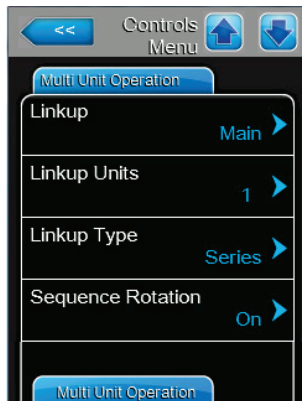 <<
Controls
Menu
Multi Unit Operation
Linkup
Main
Linkup Units
1
Linkup Type
Series
Sequence Rotation
On
Multi Unit Operation